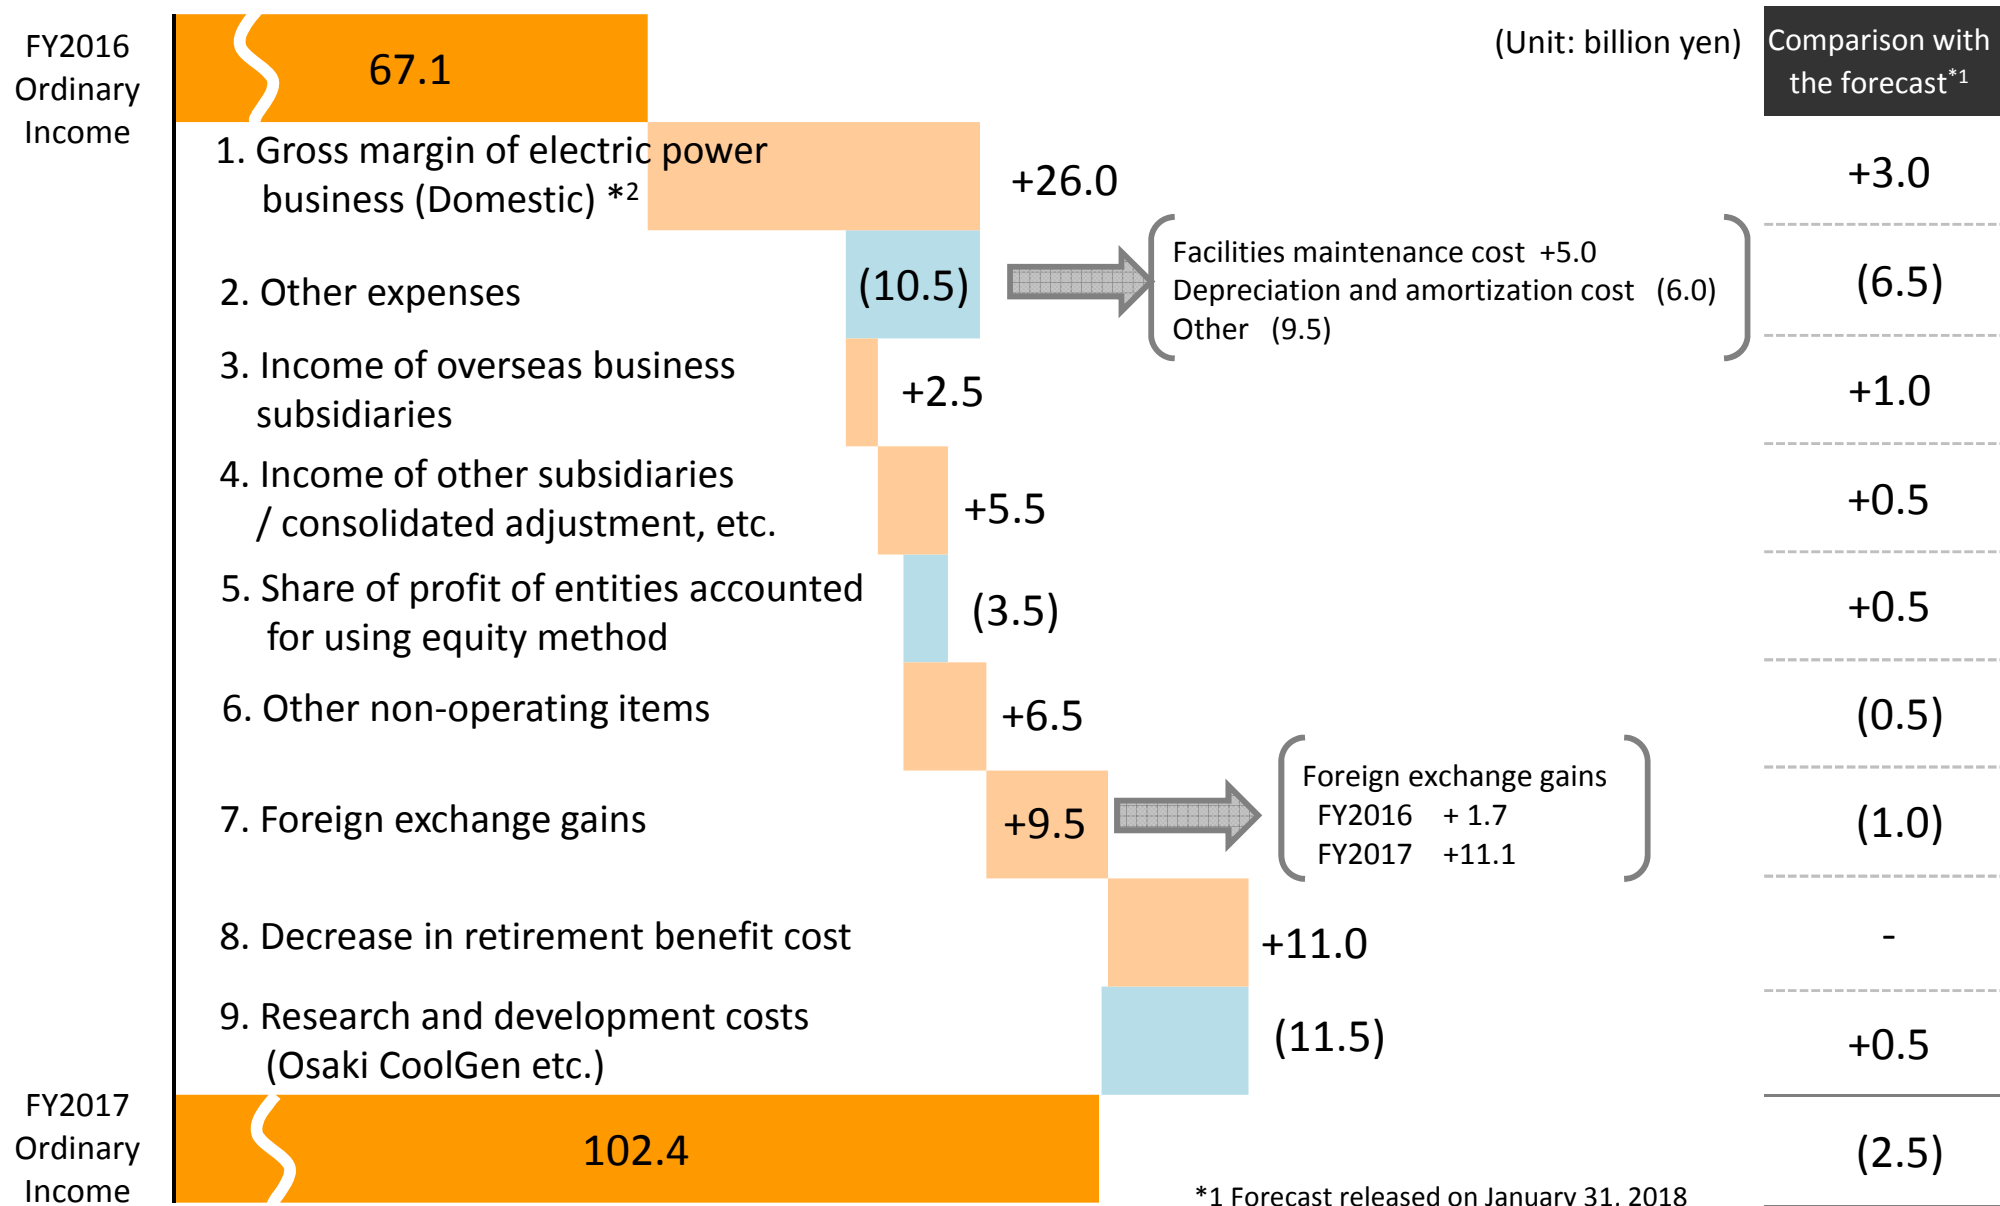 FY2016
Ordinary
Income
67.1
(Unit: billion yen)
Comparison with
the forecast*1
1. Gross margin of electric power
business (Domestic) *2
+26.0
+3.0
2. Other expenses
(10.5)
Facilities maintenance cost +5.0
Depreciation and amortization cost (6.0)
Other (9.5)
(6.5)
3. Income of overseas business
subsidiaries
+2.5
+1.0
4. Income of other subsidiaries
/ consolidated adjustment, etc.
+5.5
+0.5
5. Share of profit of entities accounted
for using equity method
(3.5)
+0.5
6. Other non-operating items
+6.5
(0.5)
7. Foreign exchange gains
+9.5
Foreign exchange gains
FY2016 + 1.7
FY2017 +11.1
(1.0)
8. Decrease in retirement benefit cost
+11.0
-
9. Research and development costs
(Osaki CoolGen etc.)
(11.5)
+0.5
FY2017
Ordinary
Income
102.4
(2.5)
*1 Forecast released on January 31, 2018